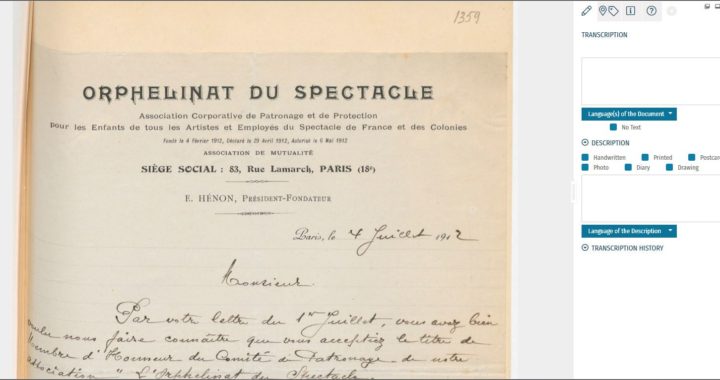 1359
ORPHELINAT DU SPECTACLE
Association Corporative de Patronage et de Protection
pour les Enfants de tous les Artistes et Employés du Spectacle de France et des Colonies
Fondé le 4 Février 1912, Déclaré le 29 Avril 1912, Autorisé le 6 Mai 1912
ASSOCIATION DE MUTUALITÉ
SIÈGE SOCIAL : 83, Rue Lamarck, PARIS (18e)
E. HÉNON, PRÉSIDENT-FONDATEUR
Paris, le 4 Juillet 1912
Monsieur
Par votre lettre du 1er Juillet, vous avez bien
voulu nous faire connaître que vous acceptiez le titre de
Membre d'Honneur du Comité de Patronage de notre
association "L'Orphelinat du Spectacle
TRANSCRIPTION
Language(s) of the Document
No Text
DESCRIPTION
Handwritten Printed Postcard
Photo Diary Drawing
Language of the Description
TRANSCRIPTION HISTORY